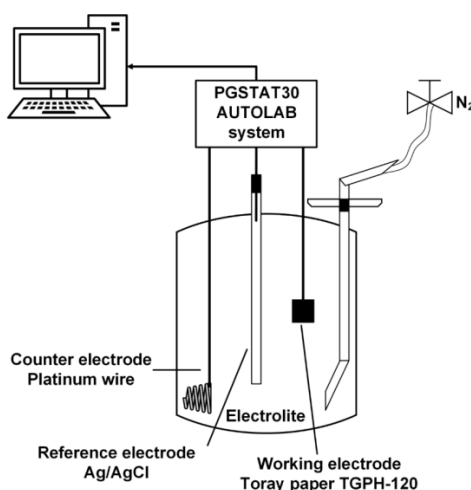 PGSTAT30
AUTOLAB
system
N2
Counter electrode
Platinum wire
Electrolite
Reference electrode
Ag/AgCl
Working electrode
Toray paper TGPH-120